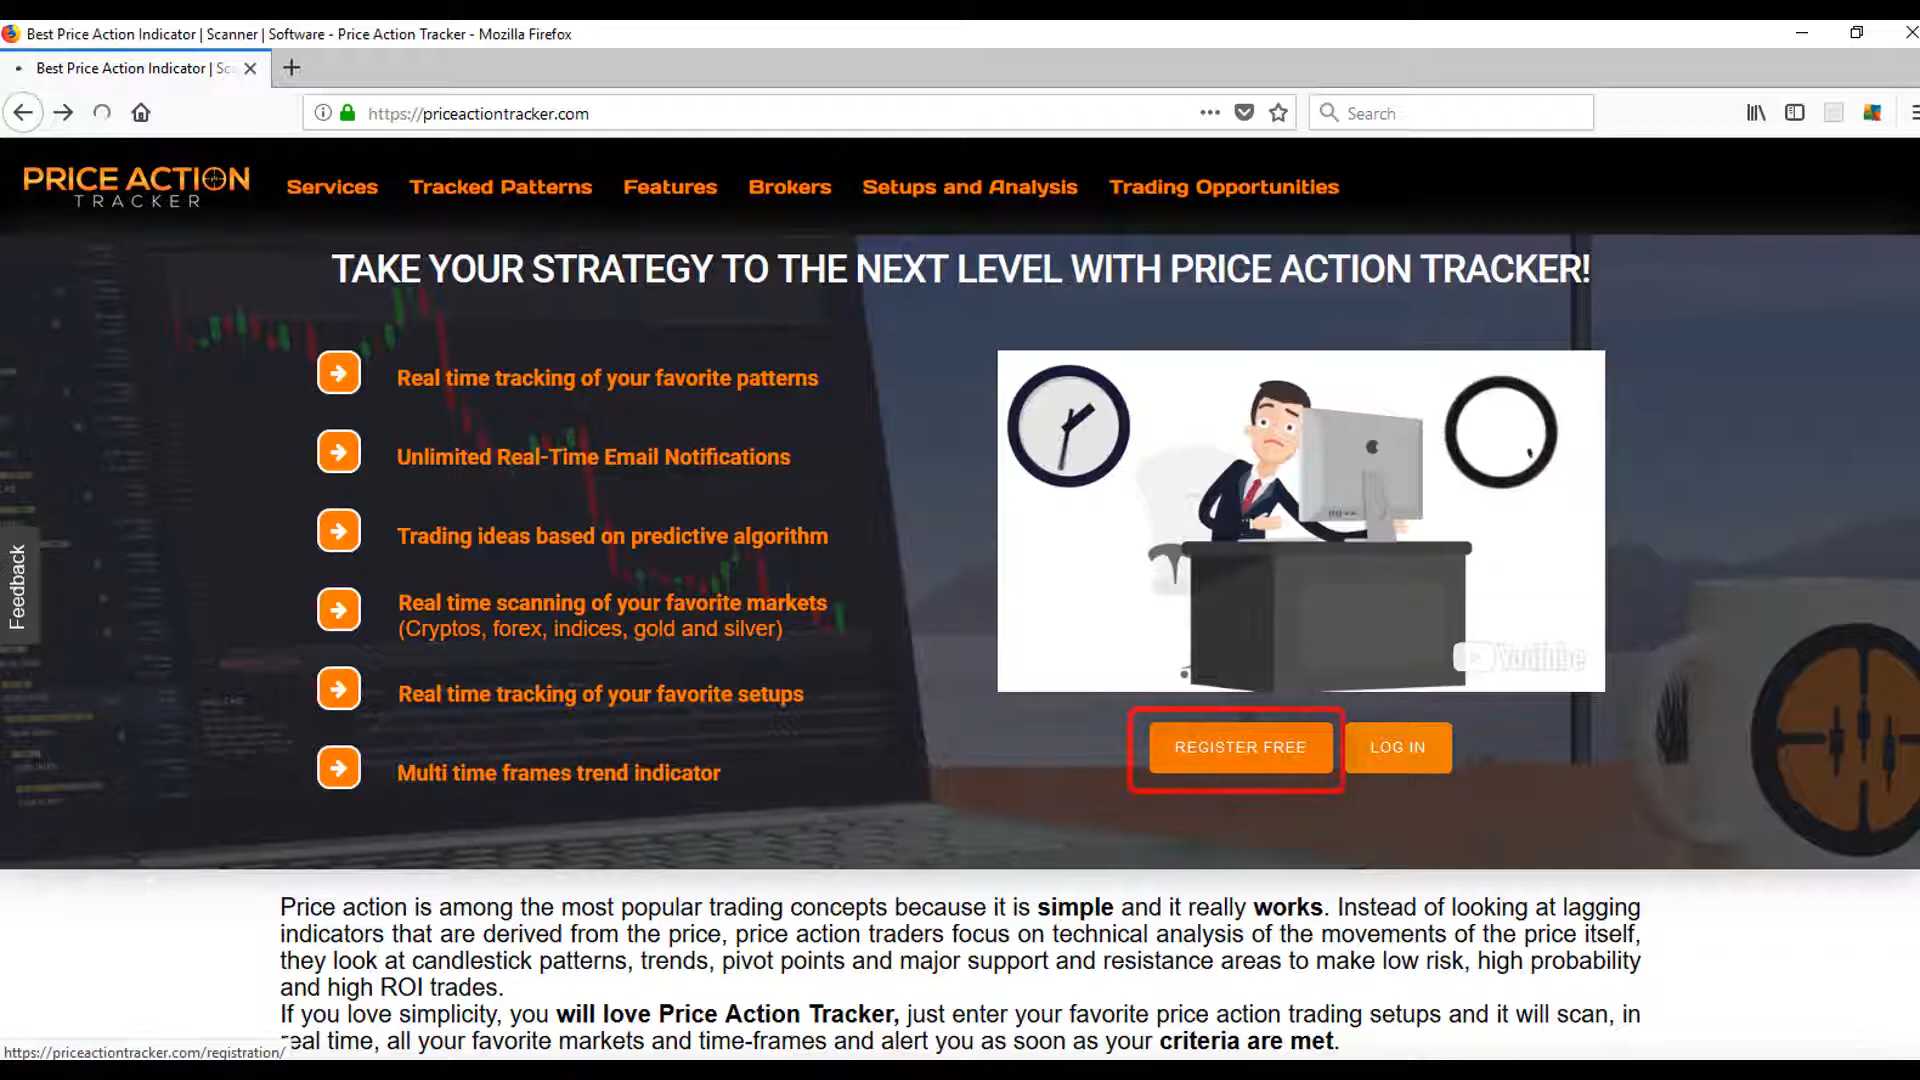 Best Price Action Indicator | Scanner | Software - Price Action Tracker - Mozilla Firefox
Best Price Action Indicator | Sc
https://priceactiontracker.com
Search
PRICE ACTION
TRACKER
Services
Tracked Patterns
Features
Brokers
Setups and Analysis
Trading Opportunities
TAKE YOUR STRATEGY TO THE NEXT LEVEL WITH PRICE ACTION TRACKER!
Real time tracking of your favorite patterns
Unlimited Real-Time Email Notifications
Trading ideas based on predictive algorithm
Real time scanning of your favorite markets
(Cryptos, forex, indices, gold and silver)
Real time tracking of your favorite setups
Multi time frames trend indicator
YouTube
REGISTER FREE
LOG IN
Feedback
Price action is among the most popular trading concepts because it is simple and it really works. Instead of looking at lagging
indicators that are derived from the price, price action traders focus on technical analysis of the movements of the price itself,
they look at candlestick patterns, trends, pivot points and major support and resistance areas to make low risk, high probability
and high ROI trades.
If you love simplicity, you will love Price Action Tracker, just enter your favorite price action trading setups and it will scan, in
real time, all your favorite markets and time-frames and alert you as soon as your criteria are met.
https://priceactiontracker.com/registration/